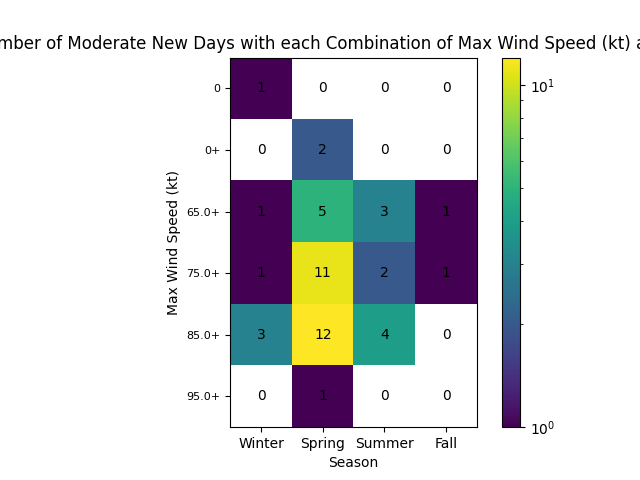 mber of Moderate New Days with each Combination of Max Wind Speed (kt) a
0 1 0 0 0
0+ 0 2 0 0
65.0+ 1 5 3 1
75.0+ 1 11 2 1
85.0+ 3 12 4 0
95.0+ 0 1 0 0
Winter Spring Summer Fall
Season
Max Wind Speed (kt)
10¹
10⁰